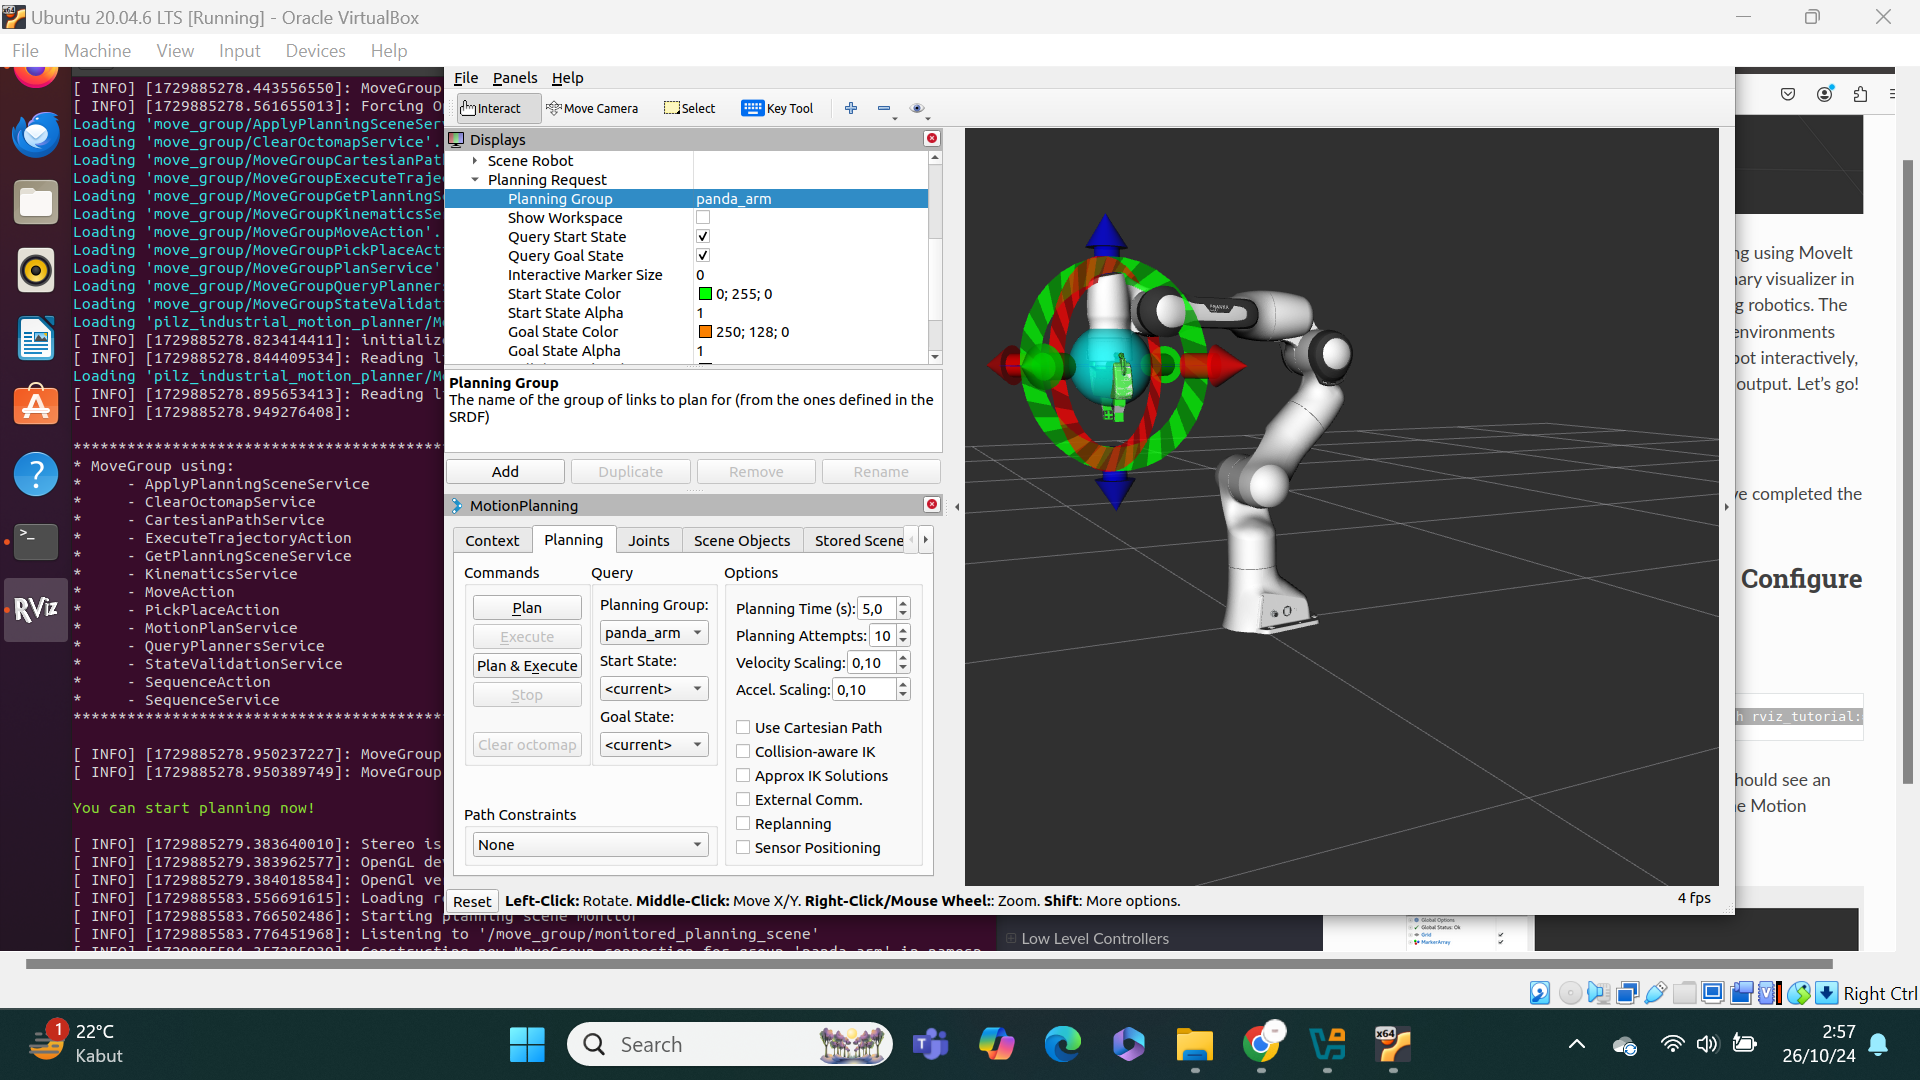 Ubuntu 20.04.6 LTS [Running] - Oracle VirtualBox
File Machine View Input Devices Help
[ INFO] [1729885278.443556550]: MoveGroup
[ INFO] [1729885278.561655013]: Forcing Op
Loading 'move_group/ApplyPlanningSceneSer
Loading 'move_group/ClearOctomapService'.
Loading 'move_group/MoveGroupCartesianPat
Loading 'move_group/MoveGroupExecuteTraje
Loading 'move_group/MoveGroupGetPlanningS
Loading 'move_group/MoveGroupKinematicsSe
Loading 'move_group/MoveGroupMoveAction'.
Loading 'move_group/MoveGroupPickPlaceAct
Loading 'move_group/MoveGroupPlanService'
Loading 'move_group/MoveGroupQueryPlanner
Loading 'move_group/MoveGroupStateValidat
Loading 'pilz_industrial_motion_planner/M
[ INFO] [1729885278.823414411]: initialize
[ INFO] [1729885278.844409534]: Reading l
Loading 'pilz_industrial_motion_planner/M
[ INFO] [1729885278.895653413]: Reading l
[ INFO] [1729885278.949276408]:
*****************************************
* MoveGroup using:
* - ApplyPlanningSceneService
* - ClearOctomapService
* - CartesianPathService
* - ExecuteTrajectoryAction
* - GetPlanningSceneService
* - KinematicsService
* - MoveAction
* - PickPlaceAction
* - MotionPlanService
* - QueryPlannersService
* - StateValidationService
* - SequenceAction
* - SequenceService
*****************************************
[ INFO] [1729885278.950237227]: MoveGroup
[ INFO] [1729885278.950389749]: MoveGroup
You can start planning now!
[ INFO] [1729885279.383640010]: Stereo is
[ INFO] [1729885279.383962577]: OpenGL dev
[ INFO] [1729885279.384018584]: OpenGl ve
[ INFO] [1729885583.556691615]: Loading r
[ INFO] [1729885583.766502486]: Starting planning scene monitor
[ INFO] [1729885583.776451968]: Listening to '/move_group/monitored_planning_scene'
RViz
File Panels Help
Interact Move Camera Select Key Tool
Displays
Scene Robot
Planning Request
Planning Group panda_arm
Show Workspace
Query Start State
Query Goal State
Interactive Marker Size 0
Start State Color 0; 255; 0
Start State Alpha 1
Goal State Color 250; 128; 0
Goal State Alpha 1
Planning Group
The name of the group of links to plan for (from the ones defined in the
SRDF)
Add Duplicate Remove Rename
MotionPlanning
Context Planning Joints Scene Objects Stored Scene
Commands Query Options
Plan
Execute
Plan & Execute
Stop
Clear octomap
Planning Group:
panda_arm
Start State:
<current>
Goal State:
<current>
Planning Time (s): 5,0
Planning Attempts: 10
Velocity Scaling: 0,10
Accel. Scaling: 0,10
Use Cartesian Path
Collision-aware IK
Approx IK Solutions
External Comm.
Replanning
Sensor Positioning
Path Constraints
None
Reset Left-Click: Rotate. Middle-Click: Move X/Y. Right-Click/Mouse Wheel:: Zoom. Shift: More options.
4 fps
ng using MoveIt
nary visualizer in
g robotics. The
environments
bot interactively,
output. Let's go!
ve completed the
Configure
h rviz_tutorial:
hould see an
e Motion
Low Level Controllers
Global Options
Global Status: Ok
Grid
MarkerArray
Right Ctrl
1
22°C
Kabut
Search
x64
2:57
26/10/24